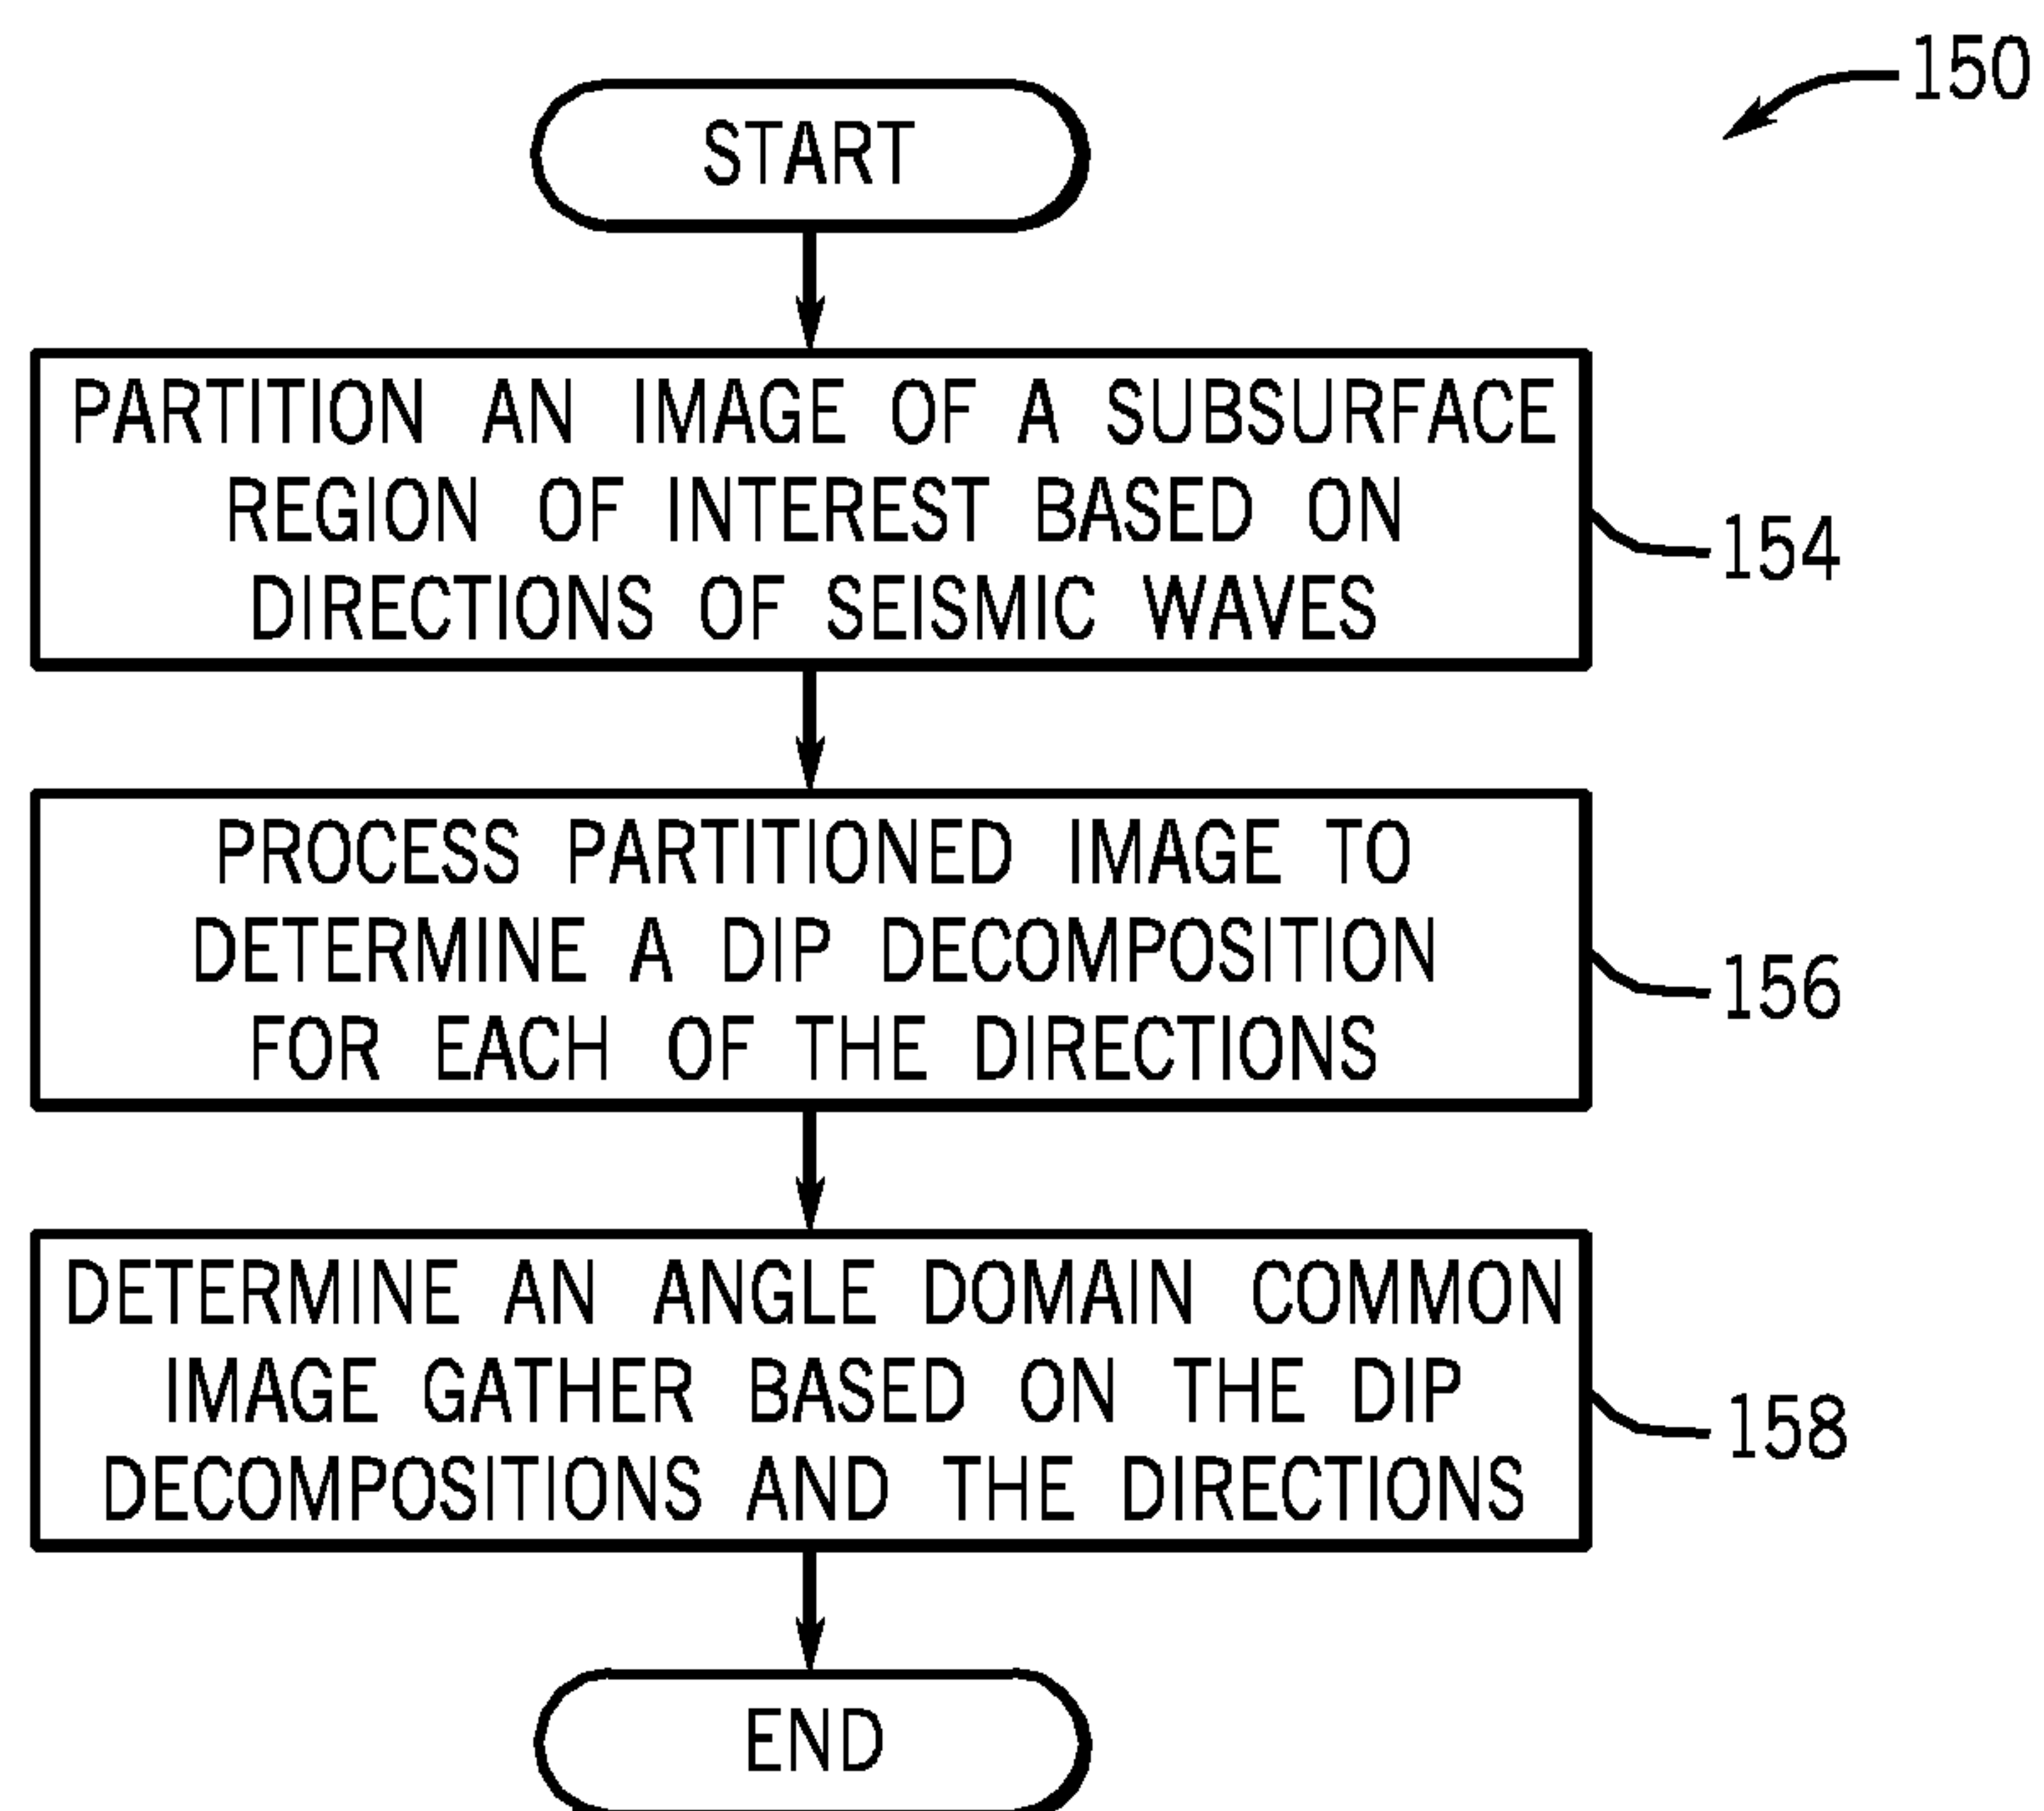 150
START
PARTITION AN IMAGE OF A SUBSURFACE
REGION OF INTEREST BASED ON
DIRECTIONS OF SEISMIC WAVES
154
PROCESS PARTITIONED IMAGE TO
DETERMINE A DIP DECOMPOSITION
FOR EACH OF THE DIRECTIONS
156
DETERMINE AN ANGLE DOMAIN COMMON
IMAGE GATHER BASED ON THE DIP
DECOMPOSITIONS AND THE DIRECTIONS
158
END